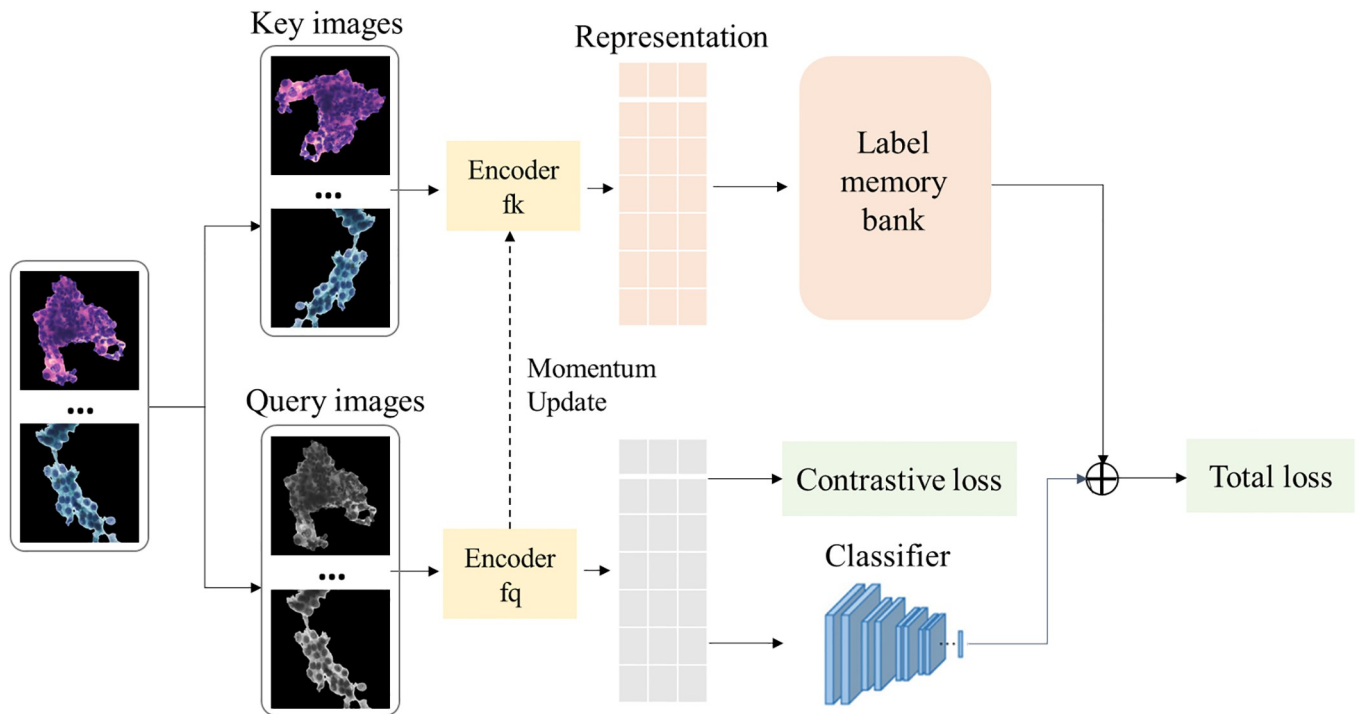 Key images
Representation
Encoder
fk
Label
memory
bank
...
...
Momentum
Update
Query images
Contrastive loss
Total loss
Encoder
fq
...
Classifier
...